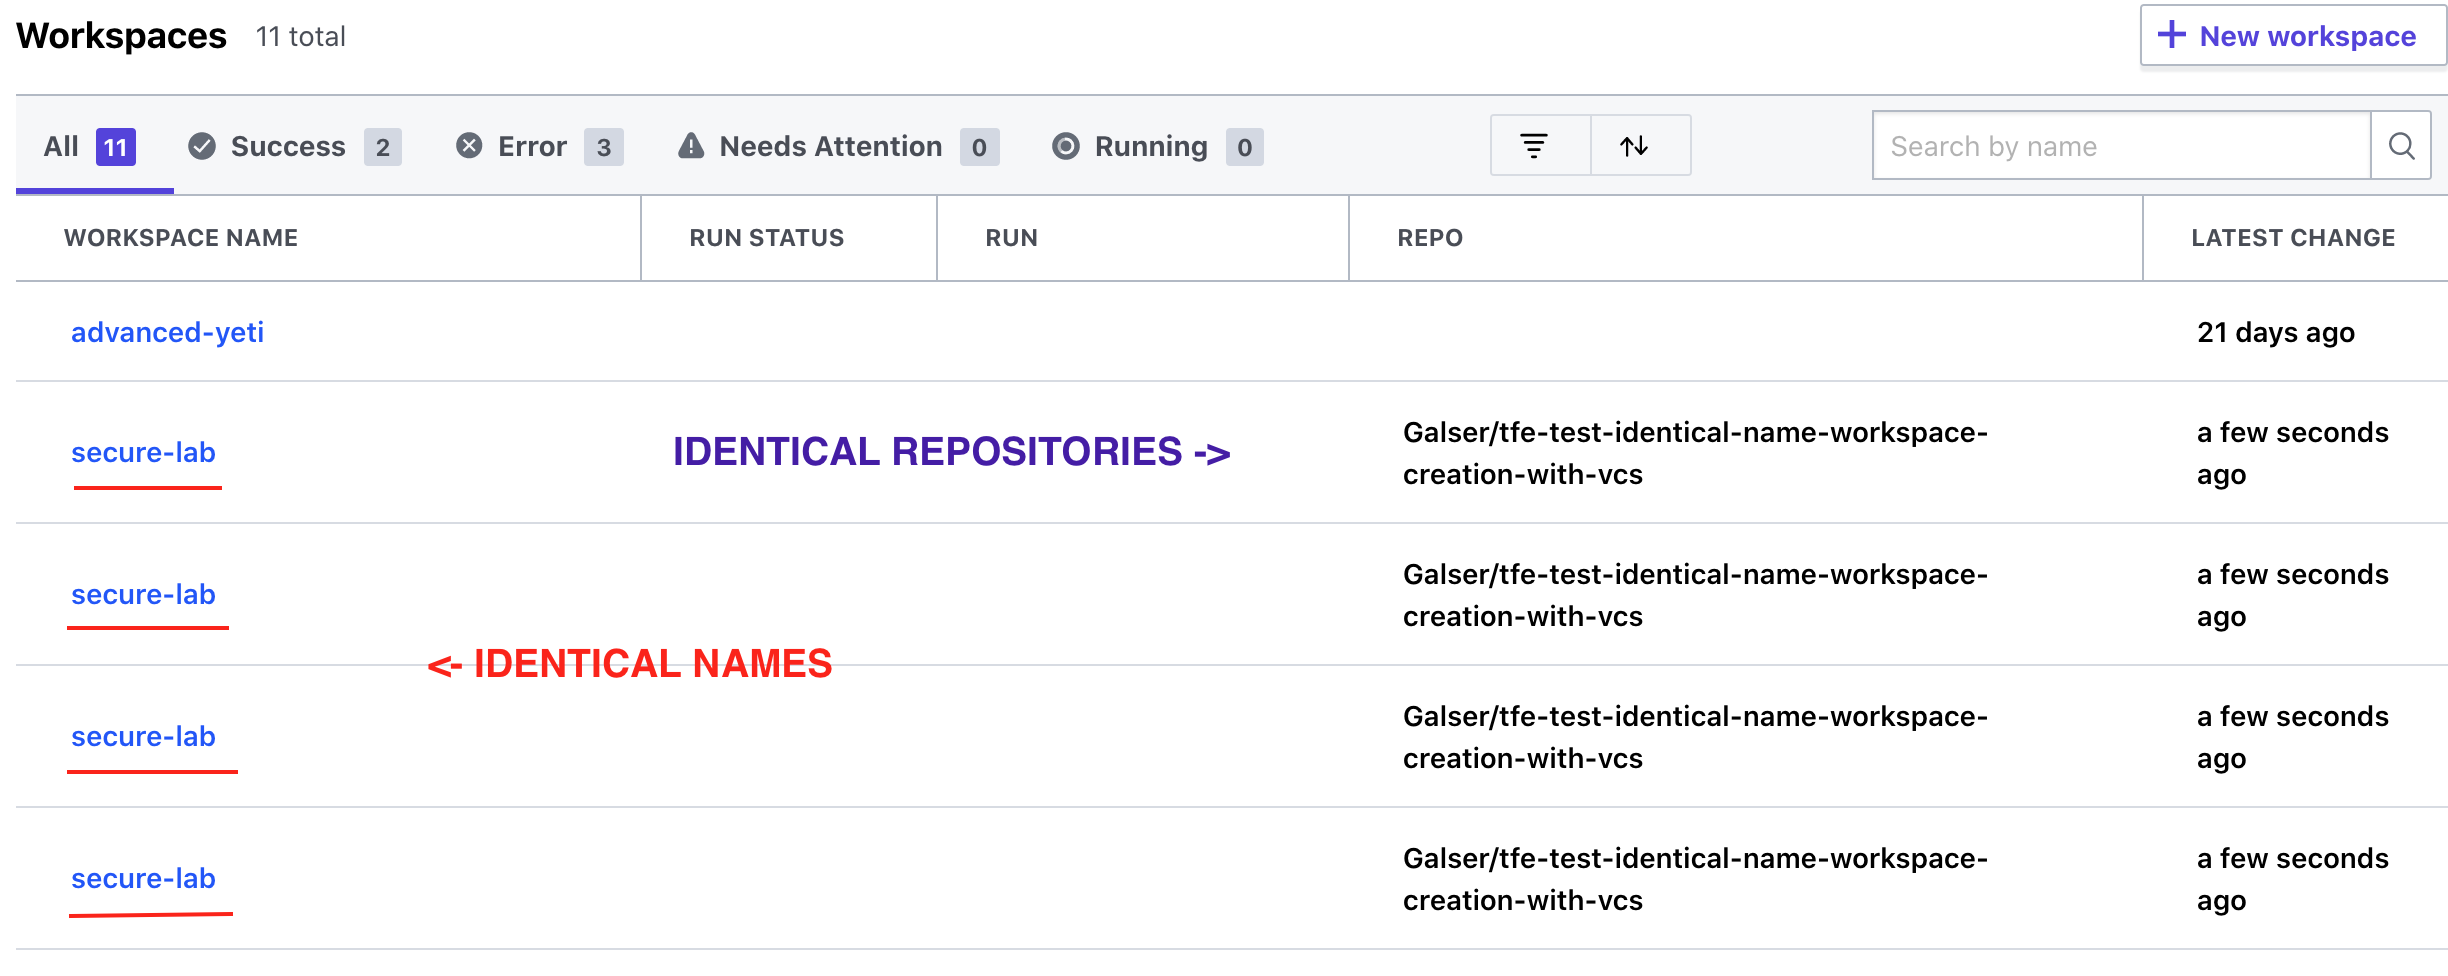 Workspaces 11 total
+ New workspace
All 11 Success 2 Error 3 Needs Attention 0 Running 0
Search by name
WORKSPACE NAME RUN STATUS RUN REPO LATEST CHANGE
advanced-yeti 21 days ago
secure-lab IDENTICAL REPOSITORIES -> Galser/tfe-test-identical-name-workspace- a few seconds
creation-with-vcs ago
secure-lab Galser/tfe-test-identical-name-workspace- a few seconds
creation-with-vcs ago
<- IDENTICAL NAMES
secure-lab Galser/tfe-test-identical-name-workspace- a few seconds
creation-with-vcs ago
secure-lab Galser/tfe-test-identical-name-workspace- a few seconds
creation-with-vcs ago